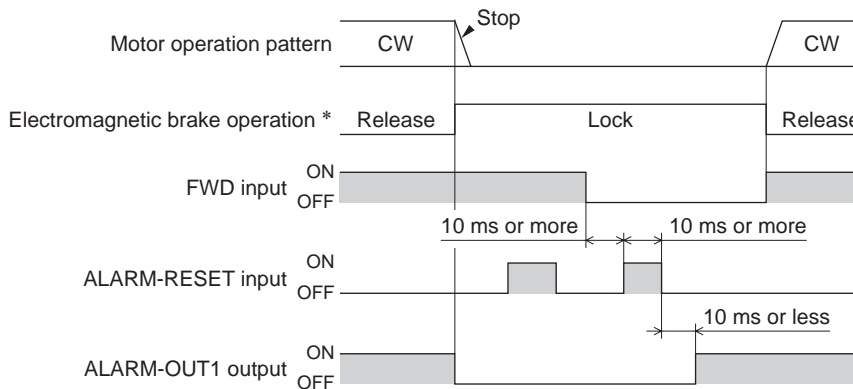 Stop
Motor operation pattern CW CW
Electromagnetic brake operation * Release Lock Release
ON
FWD input
OFF
10 ms or more 10 ms or more
ON
ALARM-RESET input
OFF
10 ms or less
ON
ALARM-OUT1 output
OFF